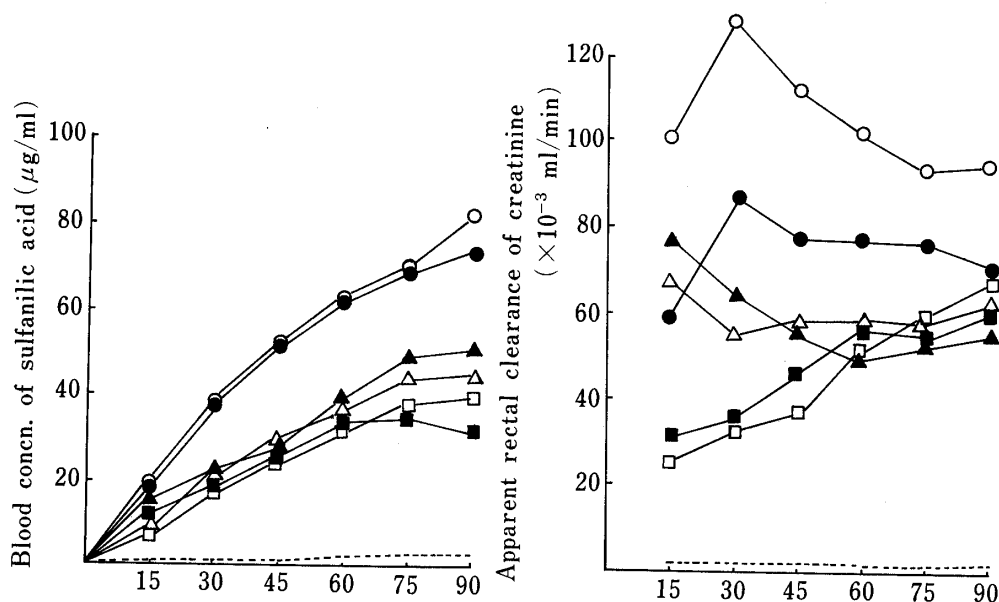 Blood concn. of sulfanilic acid (μg/ml)
100
80
60
40
20
15 30 45 60 75 90
Apparent rectal clearance of creatinine
(×10⁻³ ml/min)
120
100
80
60
40
20
15 30 45 60 75 90